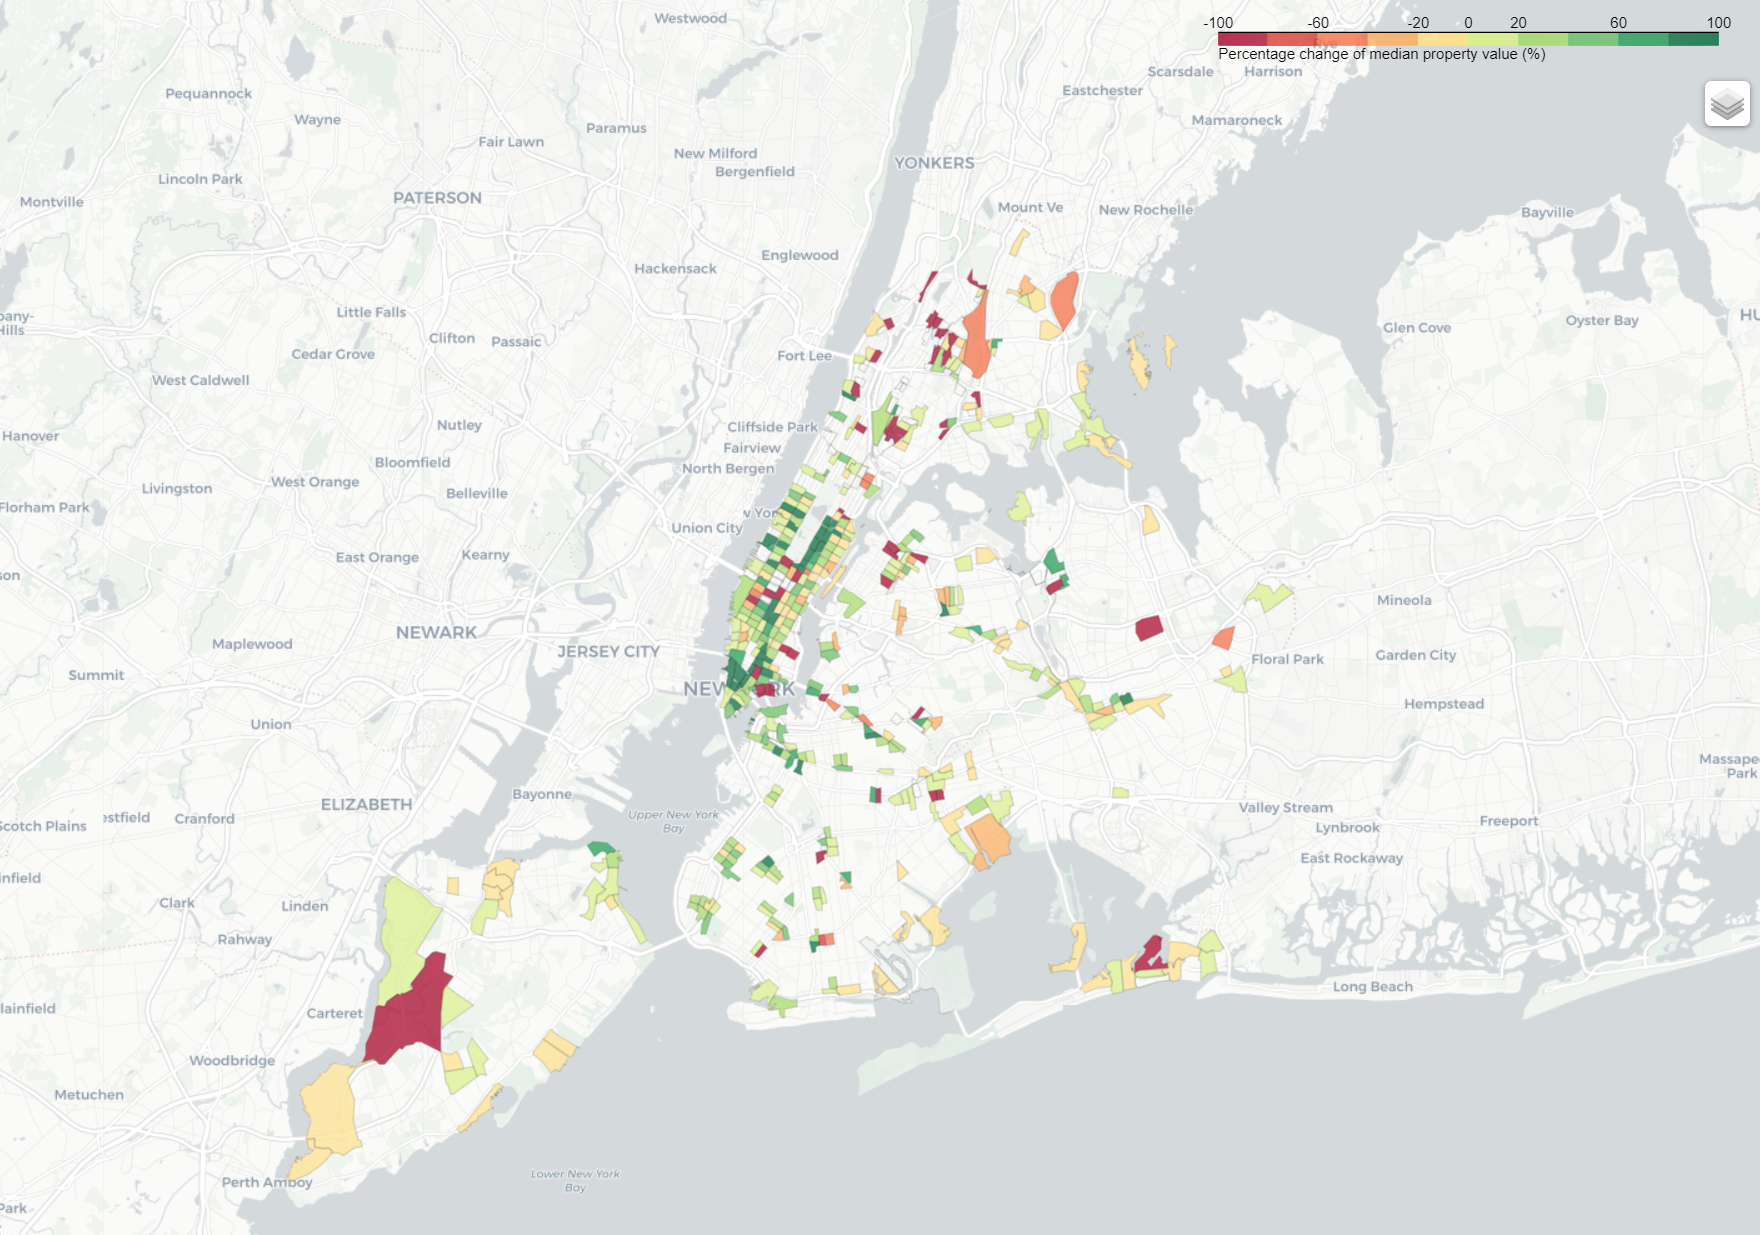 Westwood
-100 -60 -20 0 20 60 100
Rye
Percentage change of median property value (%)
Scarsdale Harrison
Pequannock
Eastchester
Wayne
Paramus
Mamaroneck
Fair Lawn
New Milford
YONKERS
Bergenfield
Lincoln Park
PATERSON
Montville
Mount Ve
New Rochelle
Bayville
Englewood
Hackensack
Little Falls
pany-
Hills
Clifton
Passaic
Glen Cove
Oyster Bay
HU
Cedar Grove
Fort Lee
West Caldwell
Nutley
Cliffside Park
Hanover
Fairview
Bloomfield
North Bergen
Livingston
West Orange
Belleville
Florham Park
w Yor
Union City
East Orange
Kearny
son
Mineola
NEWARK
Maplewood
JERSEY CITY
Floral Park
Garden City
Summit
NEW RK
Hempstead
Union
Massape
Park
Bayonne
ELIZABETH
Valley Stream
Upper New York
Bay
Scotch Plains
estfield
Cranford
Freeport
Lynbrook
East Rockaway
infield
Clark
Linden
Rahway
Long Beach
lainfield
Carteret
Woodbridge
Metuchen
Lower New York
Bay
Perth Amboy
Park